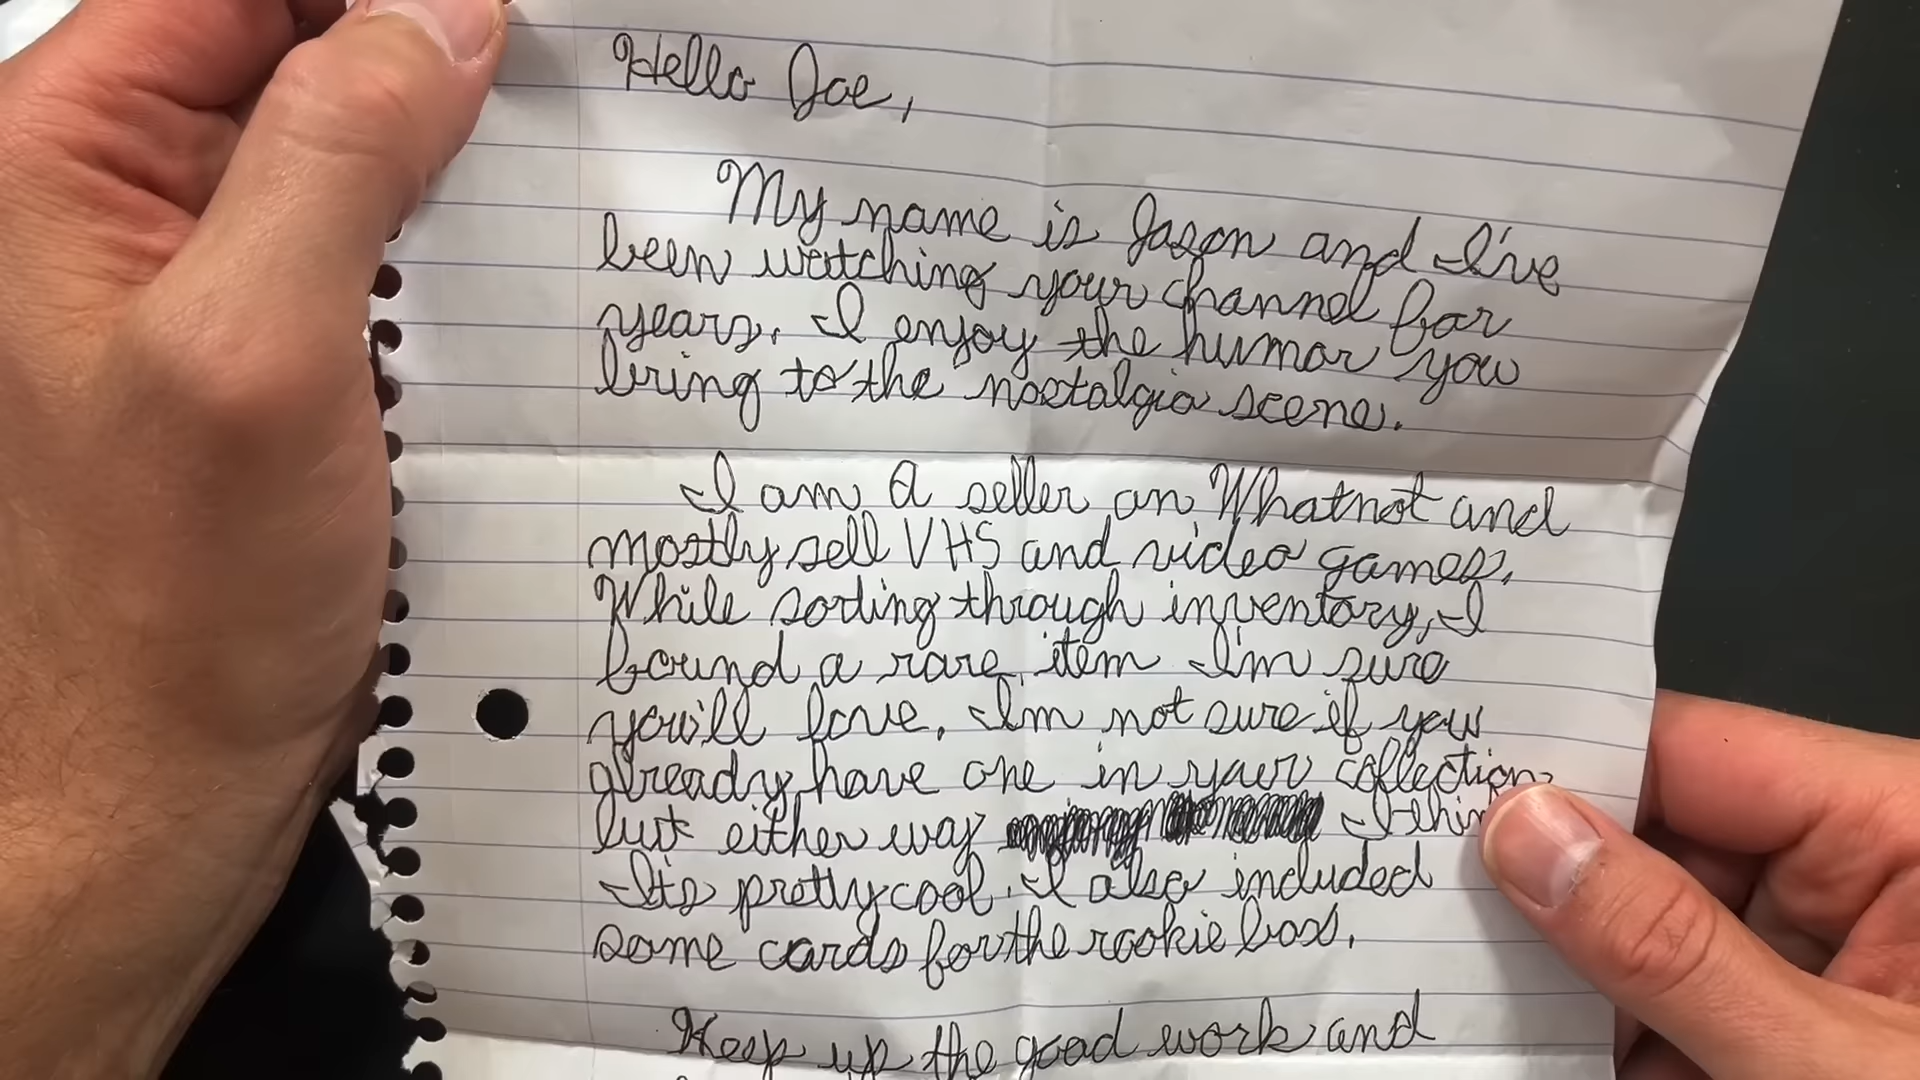 Hello Joe,
My name is Jason and I've
been watching your channel for
years. I enjoy the humor you
bring to the nostalgia scene.
I am A seller on Whatnot and
mostly sell VHS and video games.
While sorting through inventory, I
found a rare item I'm sure
you'll love. I'm not sure if you
already have one in your collection
but either way I thin
Its pretty cool. I also included
some cards for the rookie box.
Keep up the good work and